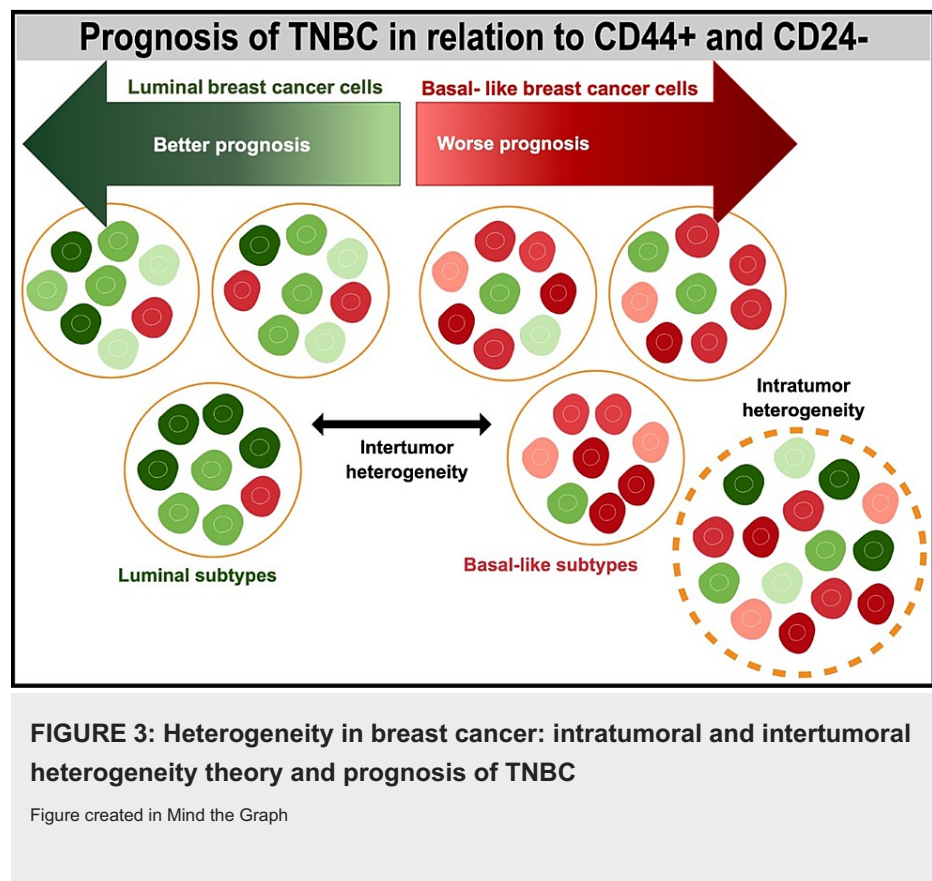 Prognosis of TNBC in relation to CD44+ and CD24-
Luminal breast cancer cells
Basal- like breast cancer cells
Better prognosis
Worse prognosis
Intratumor
heterogeneity
Intertumor
heterogeneity
Luminal subtypes
Basal-like subtypes
FIGURE 3: Heterogeneity in breast cancer: intratumoral and intertumoral
heterogeneity theory and prognosis of TNBC
Figure created in Mind the Graph